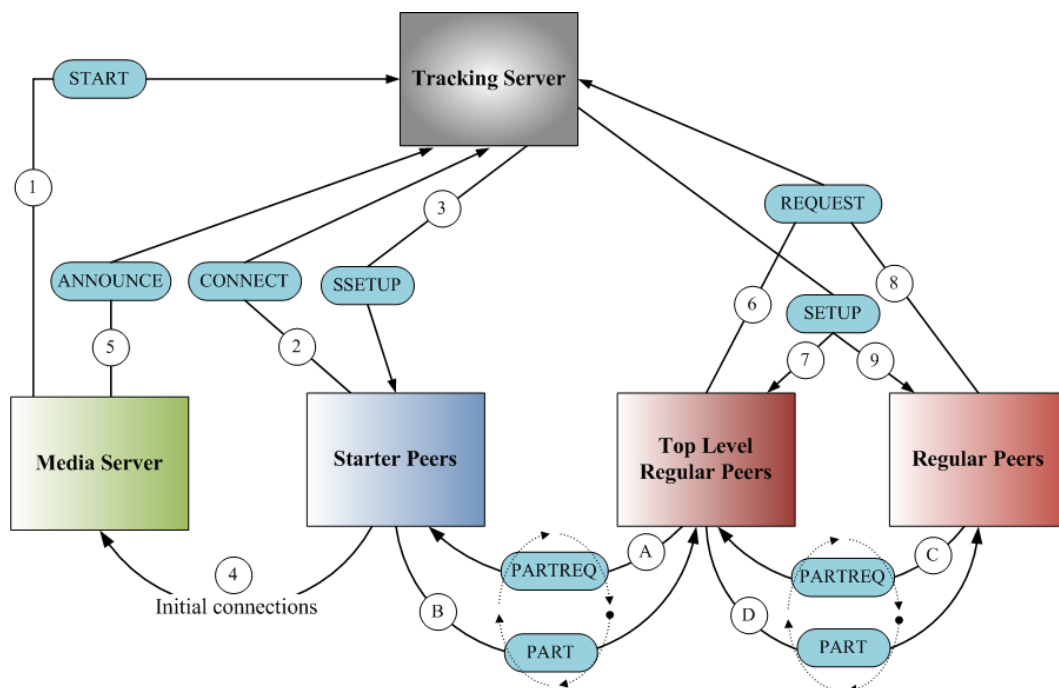 Tracking Server
START
1
3
REQUEST
ANNOUNCE
CONNECT
SSETUP
6
8
SETUP
5
2
7
9
Media Server
Starter Peers
Top Level
Regular Peers
Regular Peers
4
Initial connections
A
PARTREQ
B
PART
C
PARTREQ
D
PART